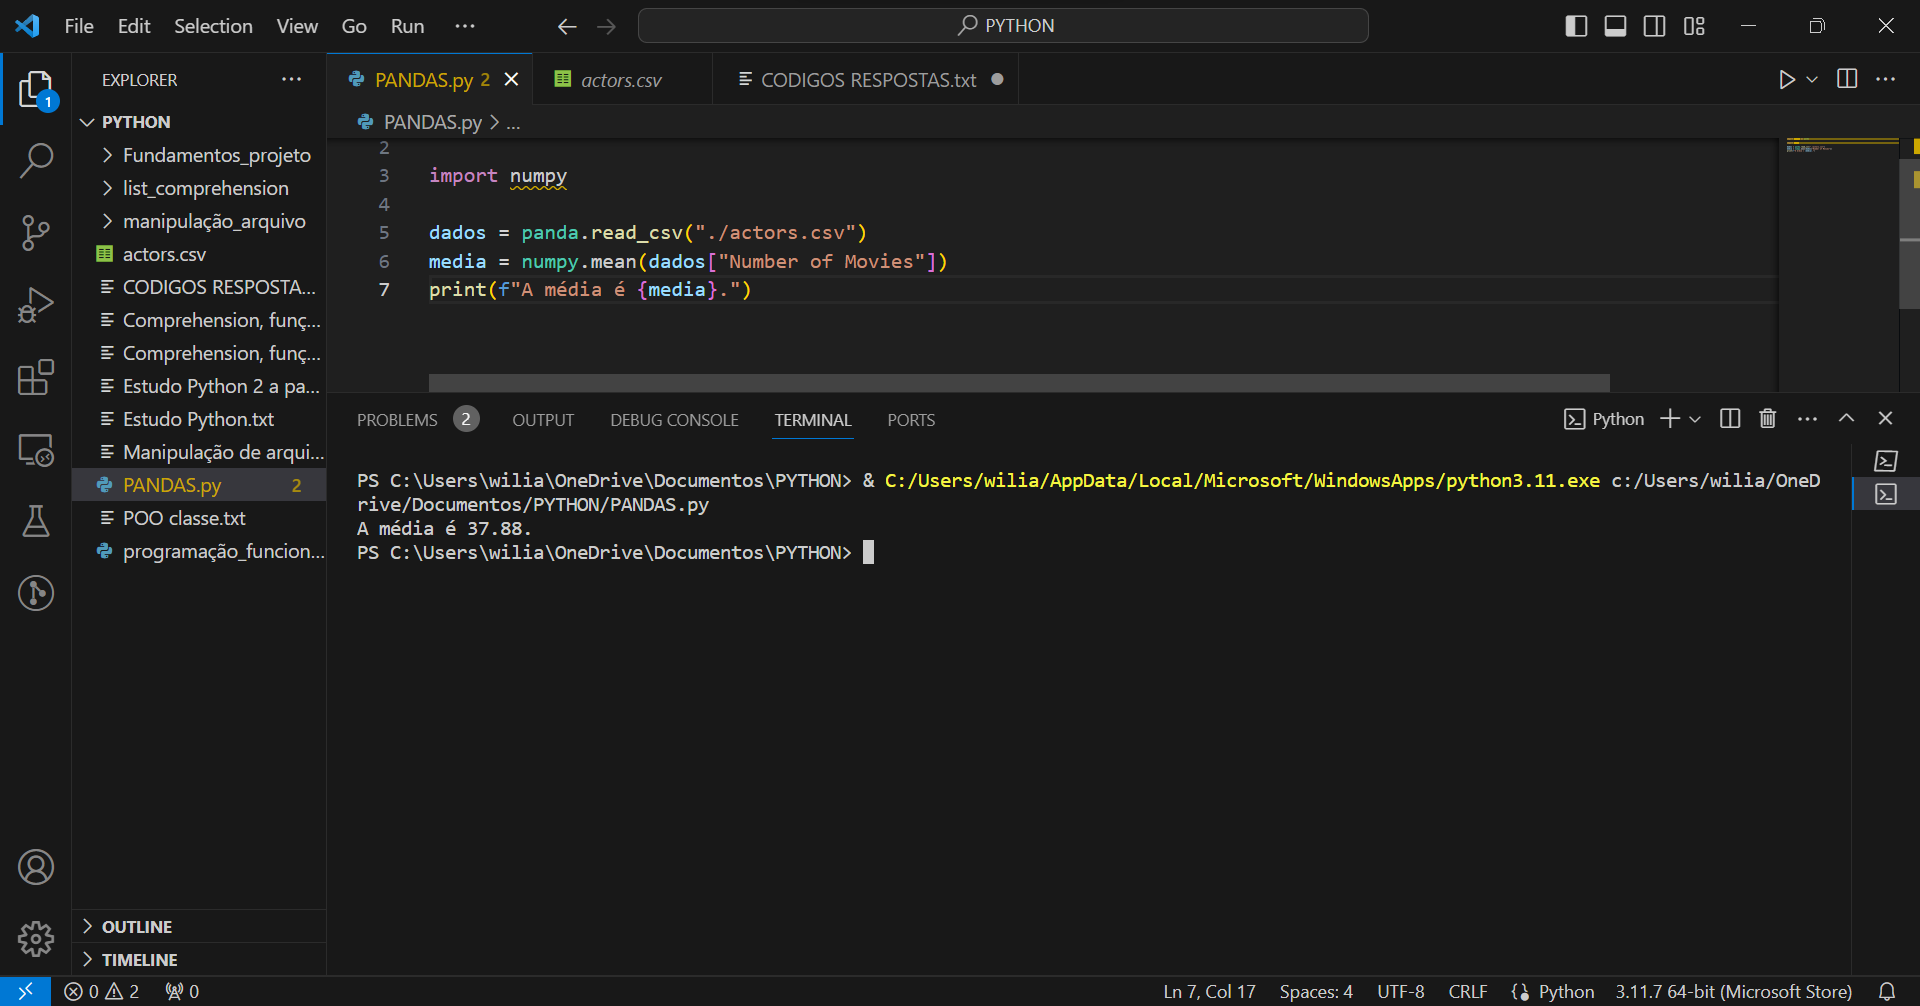 File Edit Selection View Go Run ···
PYTHON
EXPLORER ···
PYTHON
Fundamentos_projeto
list_comprehension
manipulação_arquivo
actors.csv
CODIGOS RESPOSTA...
Comprehension, funç...
Comprehension, funç...
Estudo Python 2 a pa...
Estudo Python.txt
Manipulação de arqui...
PANDAS.py 2
POO classe.txt
programação_funcion...
OUTLINE
TIMELINE
1
PANDAS.py 2
actors.csv
CODIGOS RESPOSTAS.txt
PANDAS.py > ...
2
3 import numpy
4
5 dados = panda.read_csv("./actors.csv")
6 media = numpy.mean(dados["Number of Movies"])
7 print(f"A média é {media}.")
PROBLEMS 2 OUTPUT DEBUG CONSOLE TERMINAL PORTS
Python
PS C:\Users\wilia\OneDrive\Documentos\PYTHON> & C:/Users/wilia/AppData/Local/Microsoft/WindowsApps/python3.11.exe c:/Users/wilia/OneD
rive/Documentos/PYTHON/PANDAS.py
A média é 37.88.
PS C:\Users\wilia\OneDrive\Documentos\PYTHON>
0 2 0
Ln 7, Col 17 Spaces: 4 UTF-8 CRLF Python 3.11.7 64-bit (Microsoft Store)